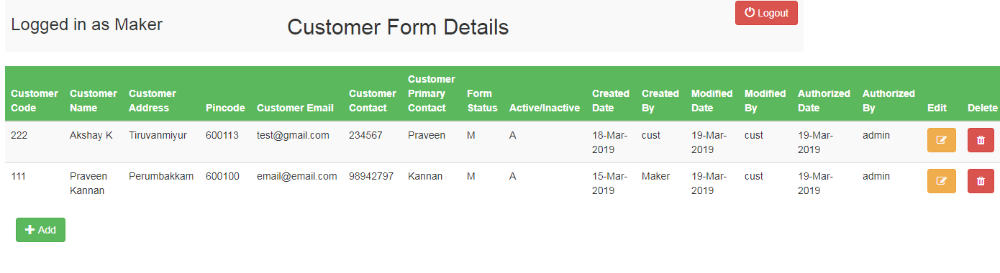 Logged in as Maker
Customer Form Details
Logout
Customer Code Customer Name Customer Address Pincode Customer Email Customer Contact Customer Primary Contact Form Status Active/Inactive Created Date Created By Modified Date Modified By Authorized Date Authorized By Edit Delete
222 Akshay K Tiruvanmiyur 600113 test@gmail.com 234567 Praveen M A 18-Mar-2019 cust 19-Mar-2019 cust 19-Mar-2019 admin
111 Praveen Kannan Perumbakkam 600100 email@email.com 98942797 Kannan M A 15-Mar-2019 Maker 19-Mar-2019 cust 19-Mar-2019 admin
Add